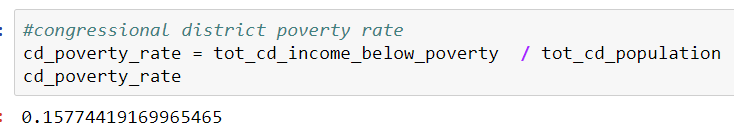 #congressional district poverty rate
cd_poverty_rate = tot_cd_income_below_poverty  / tot_cd_population
cd_poverty_rate
0.15774419169965465